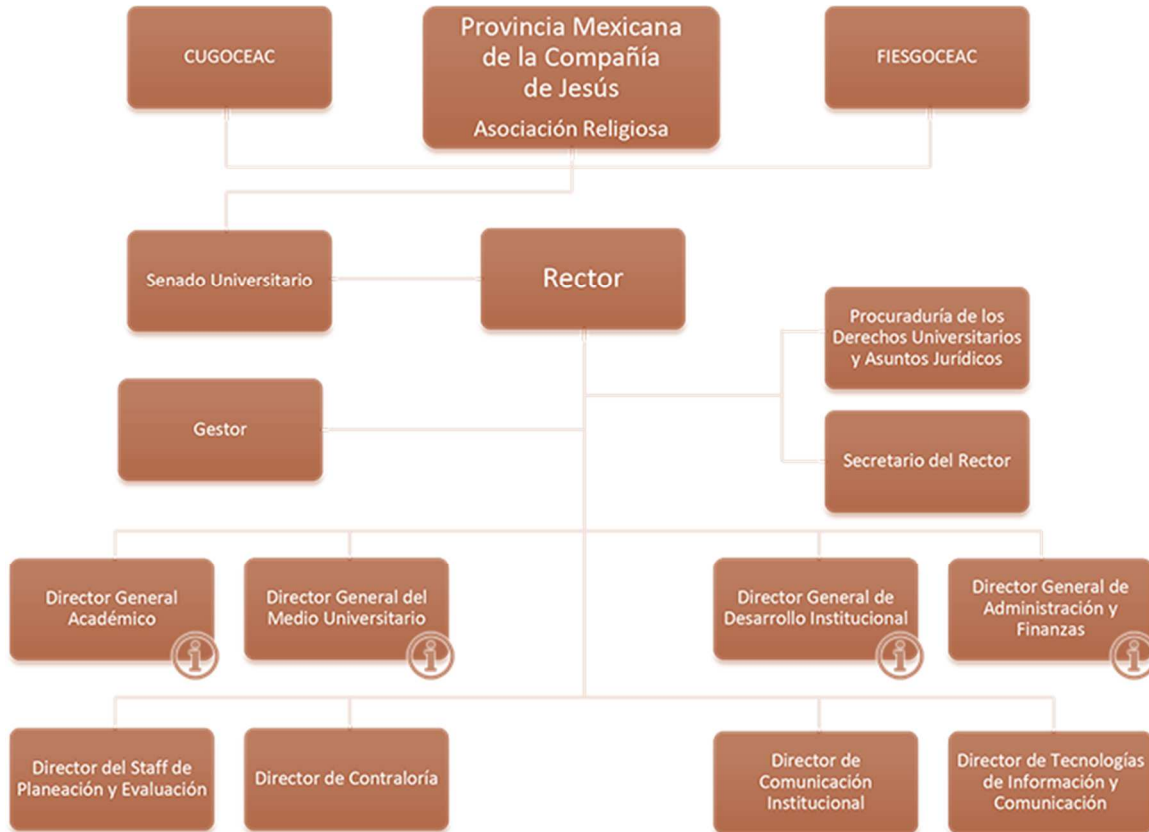 CUGOCEAC
Provincia Mexicana
de la Compañía
de Jesús
Asociación Religiosa
FIESGOCEAC
Senado Universitario
Rector
Procuraduría de los
Derechos Universitarios
y Asuntos Jurídicos
Gestor
Secretario del Rector
Director General
Académico
Director General del
Medio Universitario
Director General de
Desarrollo Institucional
Director General de
Administración y
Finanzas
Director del Staff de
Planeación y Evaluación
Director de Contraloría
Director de
Comunicación
Institucional
Director de Tecnologías
de Información y
Comunicación